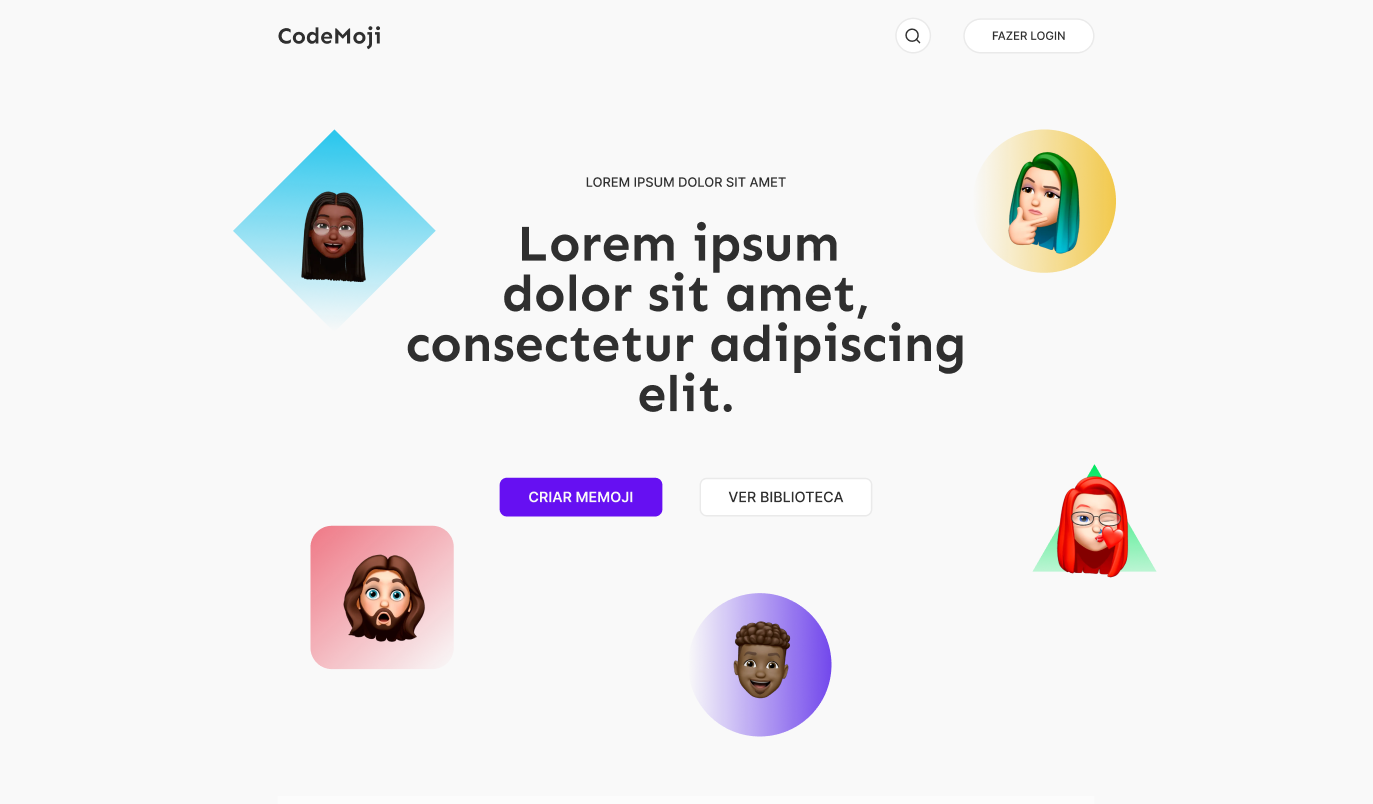 CodeMoji
FAZER LOGIN
LOREM IPSUM DOLOR SIT AMET
Lorem ipsum
dolor sit amet,
consectetur adipiscing
elit.
CRIAR MEMOJI
VER BIBLIOTECA